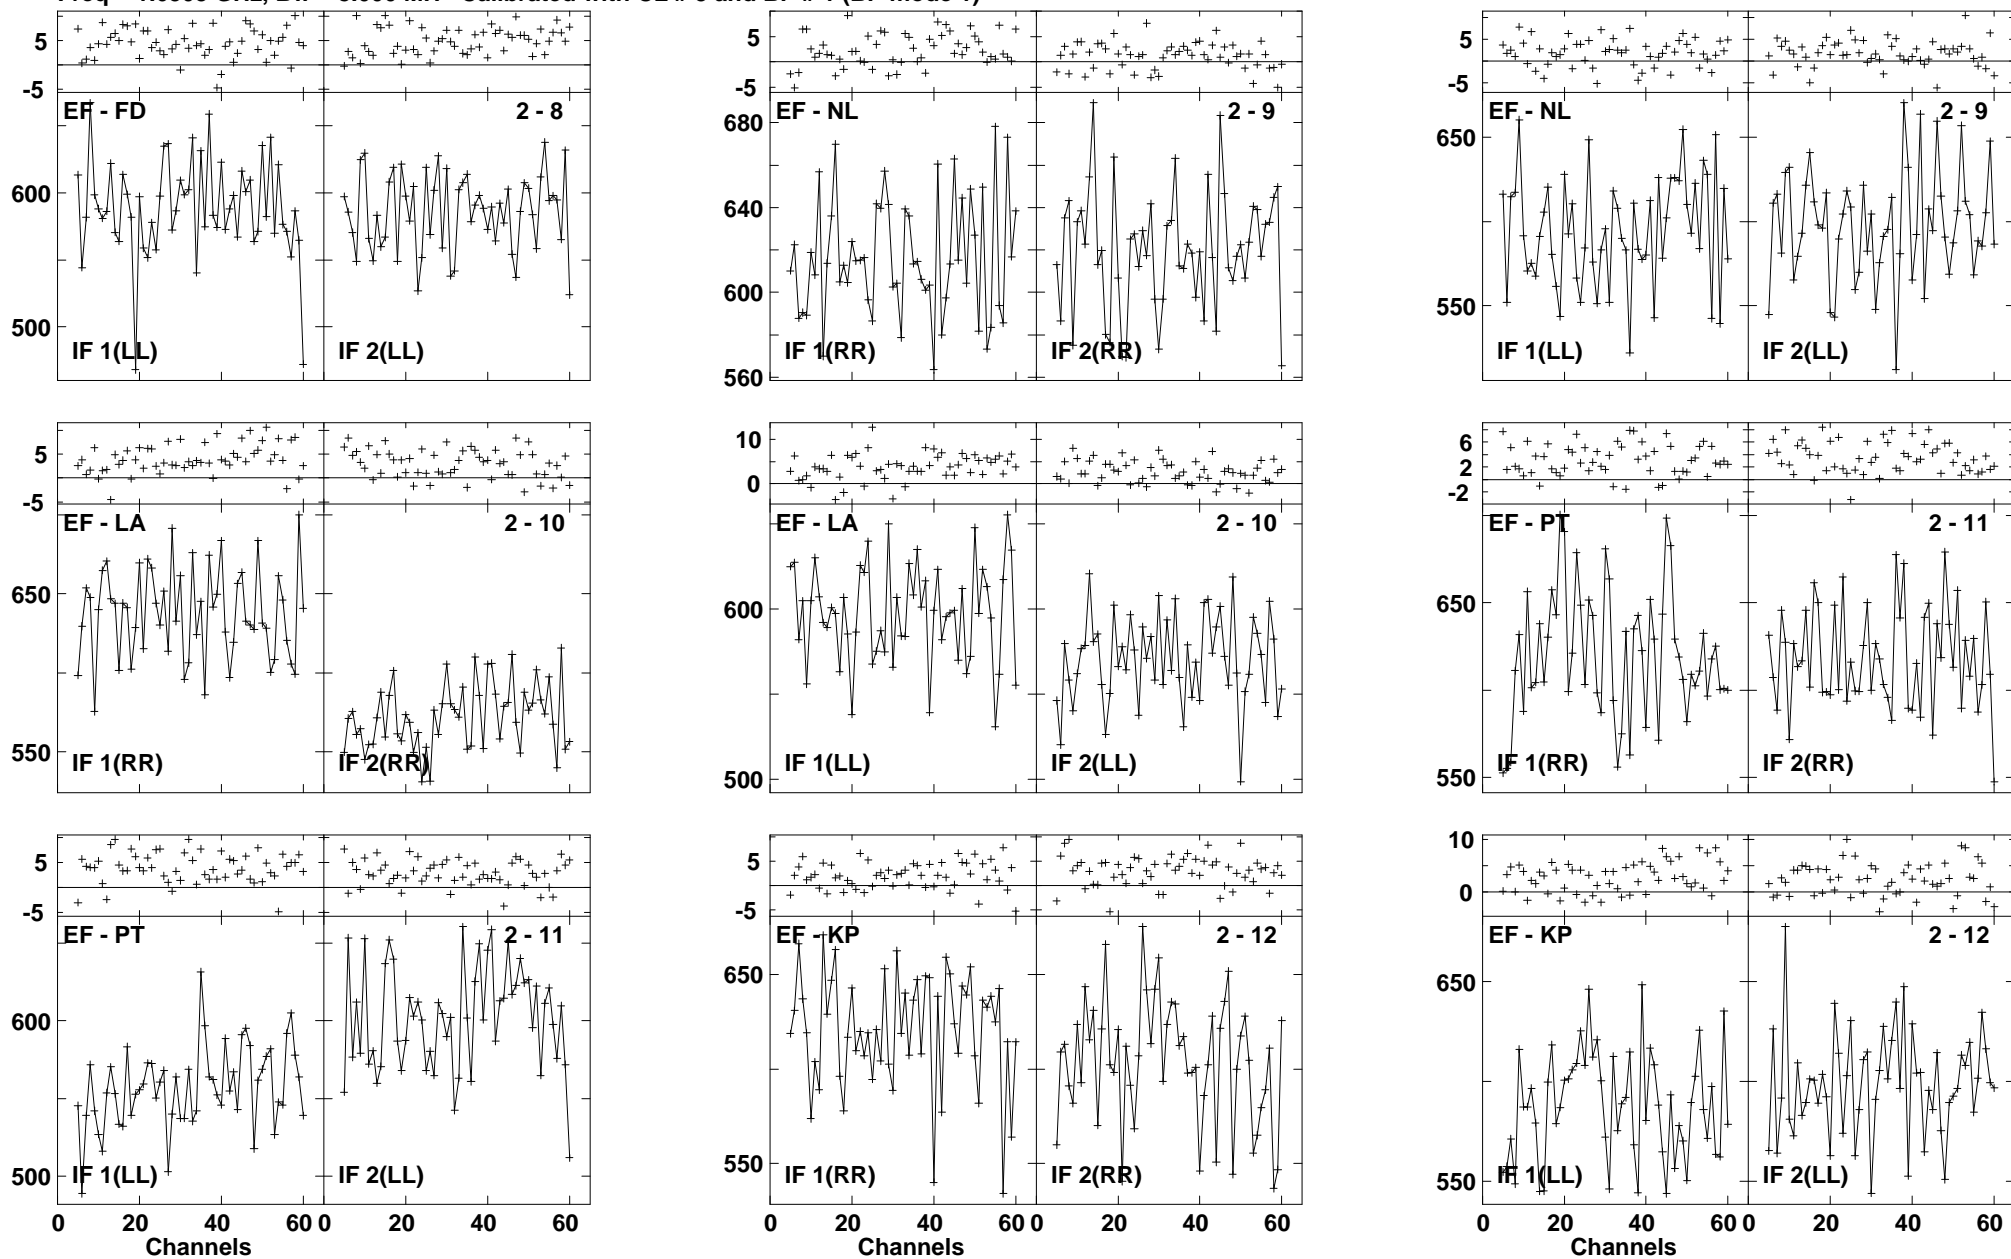 5
-5
EF - FD
2 - 8
600
500
IF 1(LL)
IF 2(LL)
5
-5
EF - NL
2 - 9
680
640
600
560
IF 1(RR)
IF 2(RR)
5
-5
EF - NL
2 - 9
650
550
IF 1(LL)
IF 2(LL)
5
-5
EF - LA
2 - 10
650
550
IF 1(RR)
IF 2(RR)
10
0
EF - LA
2 - 10
600
500
IF 1(LL)
IF 2(LL)
6
2
-2
EF - PT
2 - 11
650
550
IF 1(RR)
IF 2(RR)
5
-5
EF - PT
2 - 11
600
500
IF 1(LL)
IF 2(LL)
0 20 40 60 0 20 40 60
Channels
5
-5
EF - KP
2 - 12
650
550
IF 1(RR)
IF 2(RR)
0 20 40 60 0 20 40 60
Channels
10
0
EF - KP
2 - 12
650
550
IF 1(LL)
IF 2(LL)
0 20 40 60 0 20 40 60
Channels